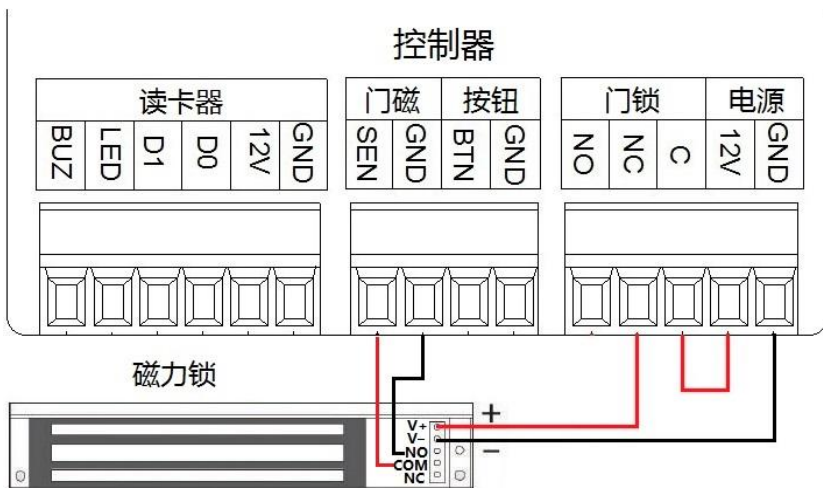 控制器
读卡器 门磁 按钮 门锁 电源
BUZ LED D1 D0 12V GND SEN GND BTN GND NO NC C 12V GND
磁力锁
+
V+
V-
NO
COM
NC
-